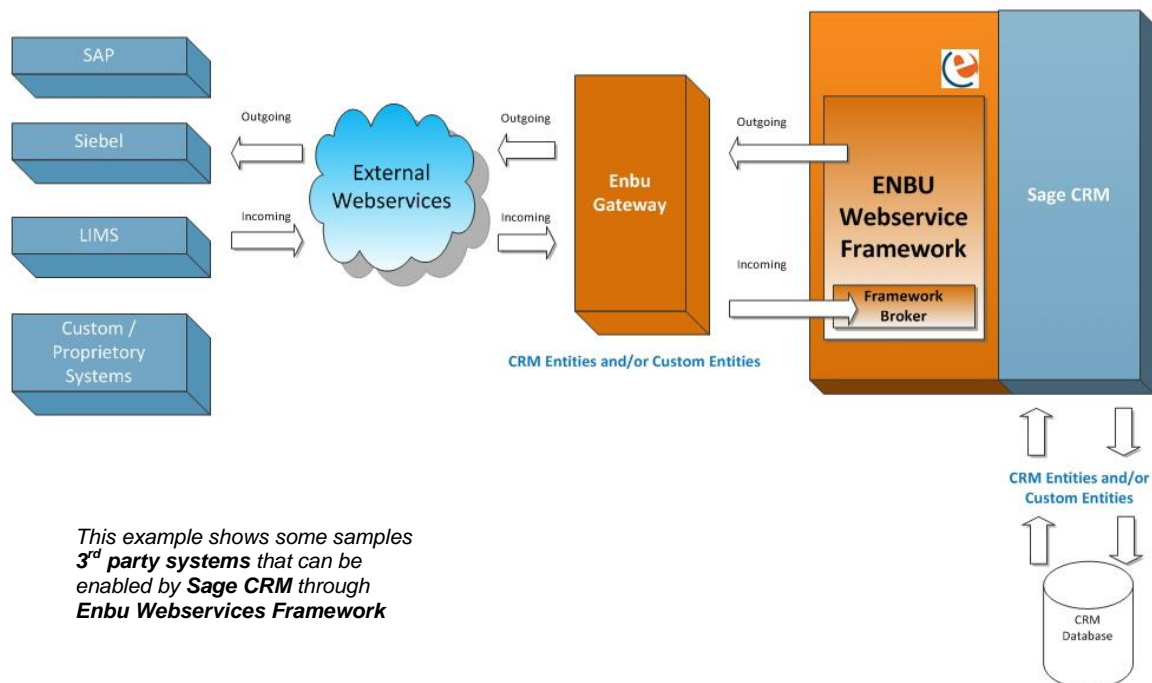 SAP
Siebel
LIMS
Custom /
Proprietory
Systems
Outgoing
Incoming
External
Webservices
Outgoing
Incoming
Enbu
Gateway
CRM Entities and/or Custom Entities
Outgoing
Incoming
e
ENBU
Webservice
Framework
Framework
Broker
Sage CRM
CRM Entities and/or
Custom Entities
CRM
Database
This example shows some samples
3rd party systems that can be
enabled by Sage CRM through
Enbu Webservices Framework